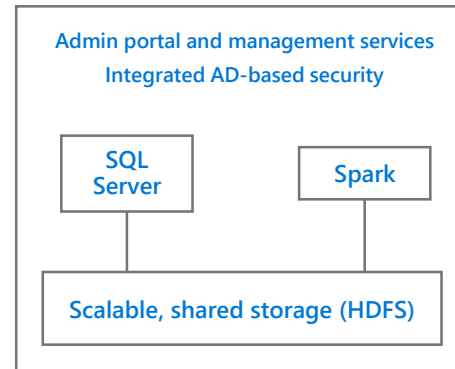 Admin portal and management services
Integrated AD-based security
SQL
Server
Spark
Scalable, shared storage (HDFS)